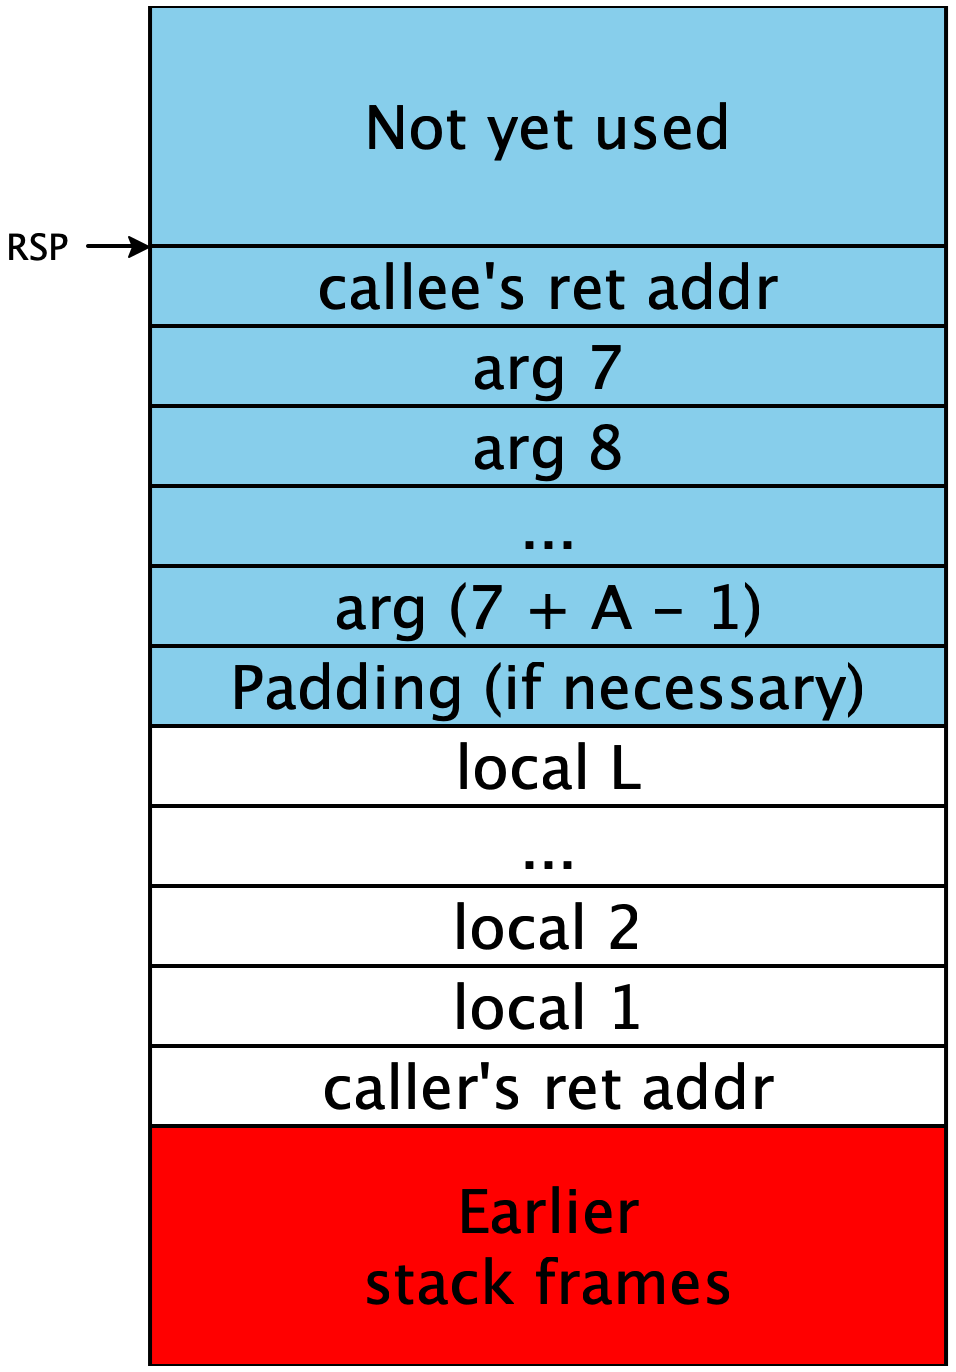 Not yet used
RSP
callee's ret addr
arg 7
arg 8
...
arg (7 + A − 1)
Padding (if necessary)
local L
...
local 2
local 1
caller's ret addr
Earlier
stack frames